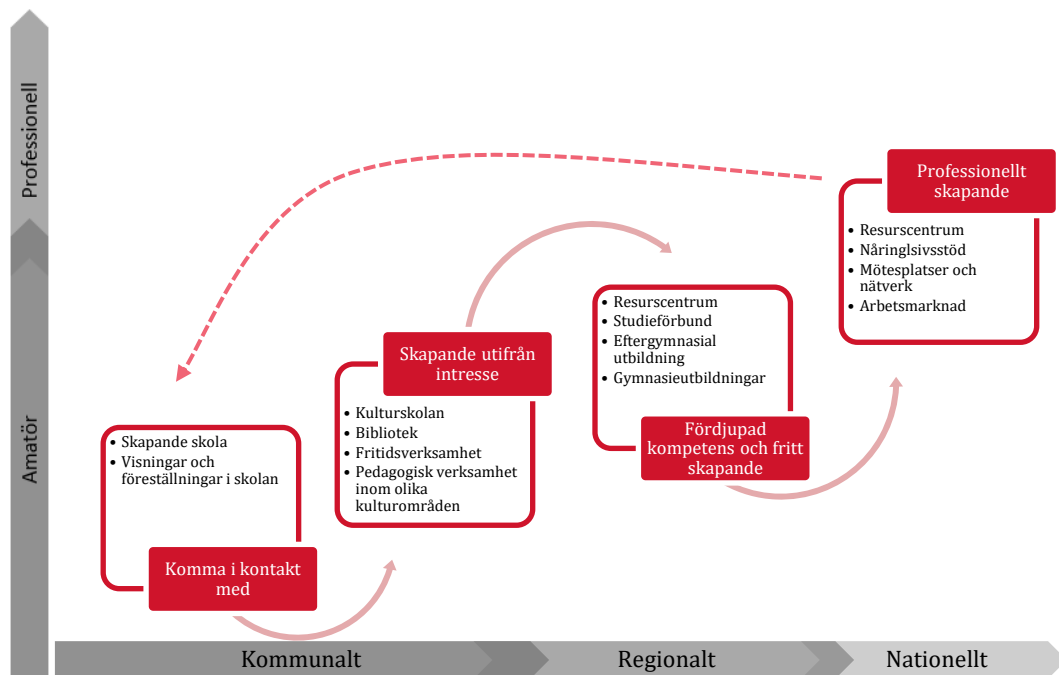 Professionell
Amatör
Professionellt
skapande
• Resurscentrum
• Nåringlsivsstöd
• Mötesplatser och
nätverk
• Arbetsmarknad
• Resurscentrum
• Studieförbund
• Eftergymnasial
utbildning
• Gymnasieutbildningar
Fördjupad
kompetens och fritt
skapande
Skapande utifrån
intresse
• Kulturskolan
• Bibliotek
• Fritidsverksamhet
• Pedagogisk verksamhet
inom olika
kulturområden
• Skapande skola
• Visningar och
föreställningar i skolan
Komma i kontakt
med
Kommunalt
Regionalt
Nationellt